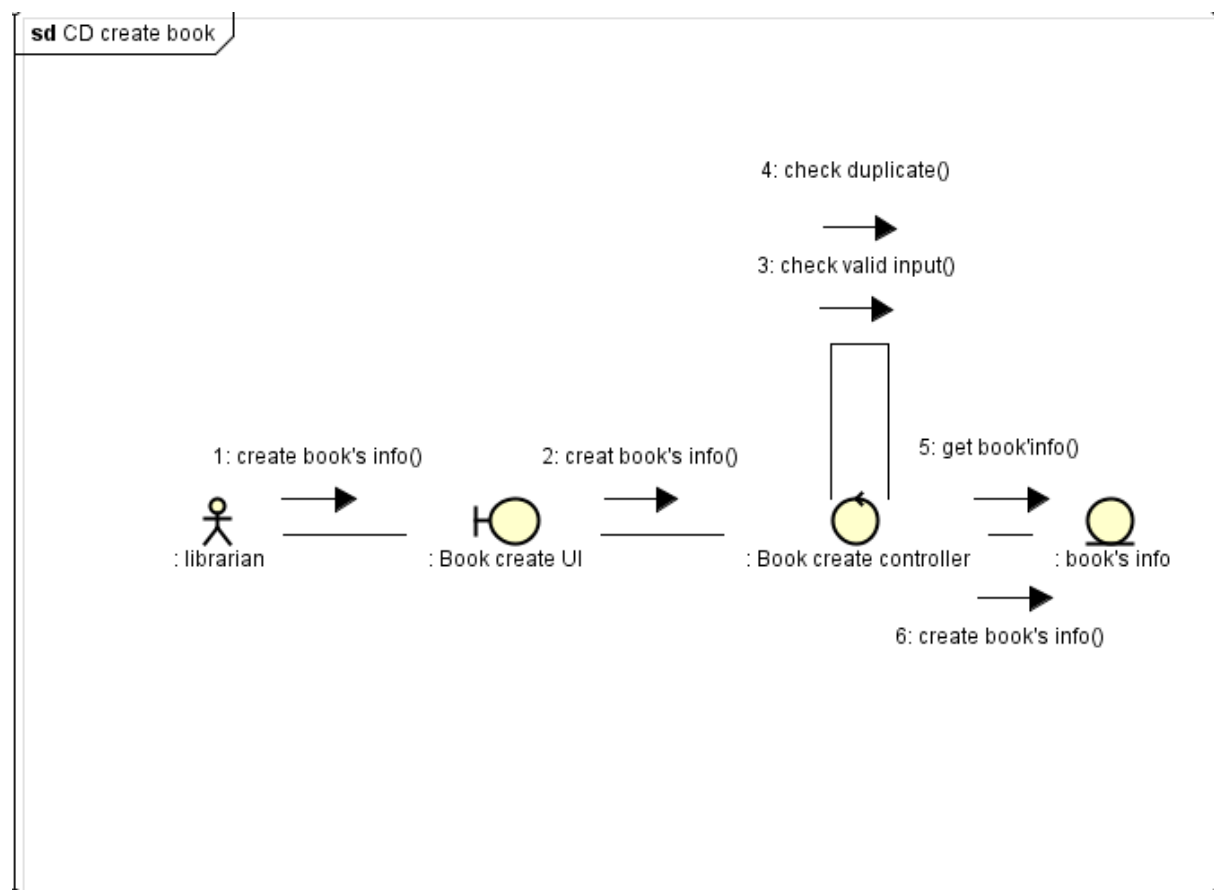 sd CD create book
4: check duplicate()
3: check valid input()
5: get book'info()
1: create book's info()
2: creat book's info()
: librarian
: Book create UI
: Book create controller
: book's info
6: create book's info()